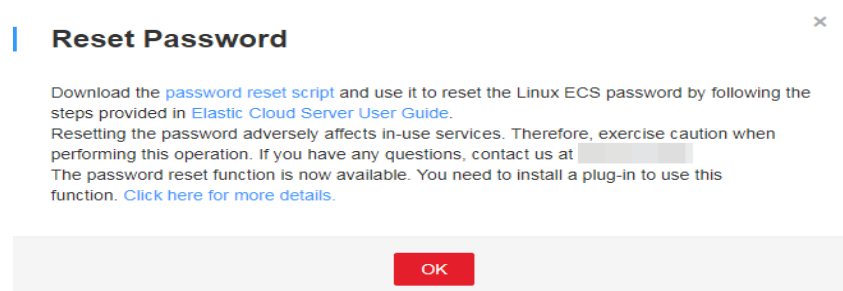 Reset Password
Download the password reset script and use it to reset the Linux ECS password by following the
steps provided in Elastic Cloud Server User Guide.
Resetting the password adversely affects in-use services. Therefore, exercise caution when
performing this operation. If you have any questions, contact us at
The password reset function is now available. You need to install a plug-in to use this
function. Click here for more details.
OK